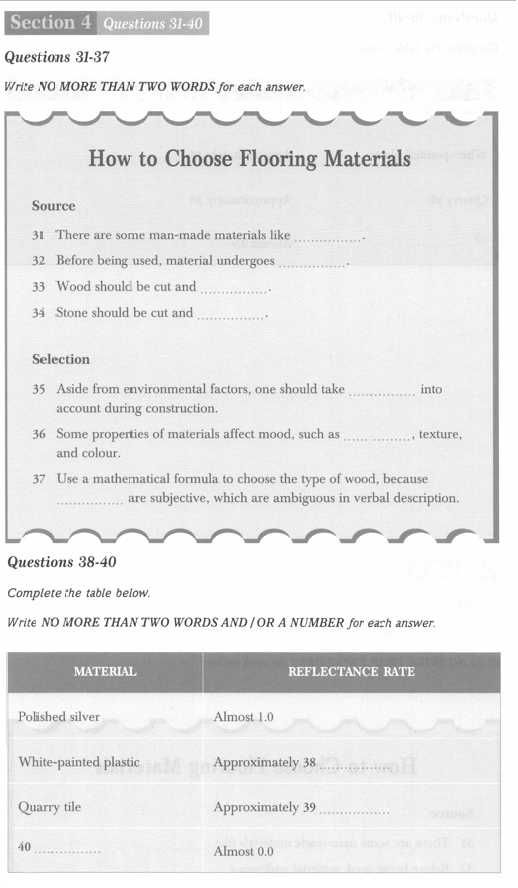 Section 4 Questions 31-40
Questions 31-37
Write NO MORE THAN TWO WORDS for each answer.
How to Choose Flooring Materials
Source
31 There are some man-made materials like ...............
32 Before being used, material undergoes ...............
33 Wood should be cut and ...............
34 Stone should be cut and ...............
Selection
35 Aside from environmental factors, one should take ............... into
account during construction.
36 Some properties of materials affect mood, such as ..............., texture,
and colour.
37 Use a mathematical formula to choose the type of wood, because
............... are subjective, which are ambiguous in verbal description.
Questions 38-40
Complete the table below.
Write NO MORE THAN TWO WORDS AND / OR A NUMBER for each answer.
MATERIAL REFLECTANCE RATE
Polished silver Almost 1.0
White-painted plastic Approximately 38 ...............
Quarry tile Approximately 39 ...............
40 ............... Almost 0.0